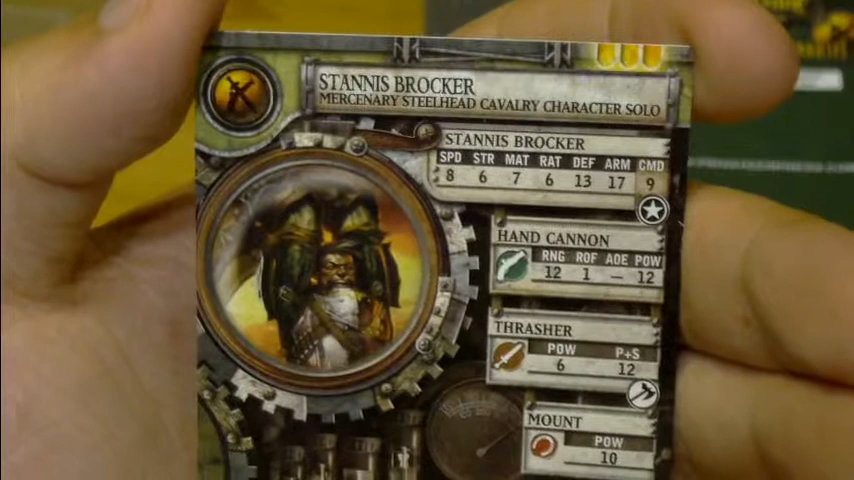 STANNIS BROCKER
MERCENARY STEELHEAD CAVALRY CHARACTER SOLO
STANNIS BROCKER
SPD STR MAT RAT DEF ARM CMD
8 6 7 6 13 17 9
HAND CANNON
RNG ROF AOE POW
12 1 — 12
THRASHER
POW P+S
6 12
MOUNT
POW
10